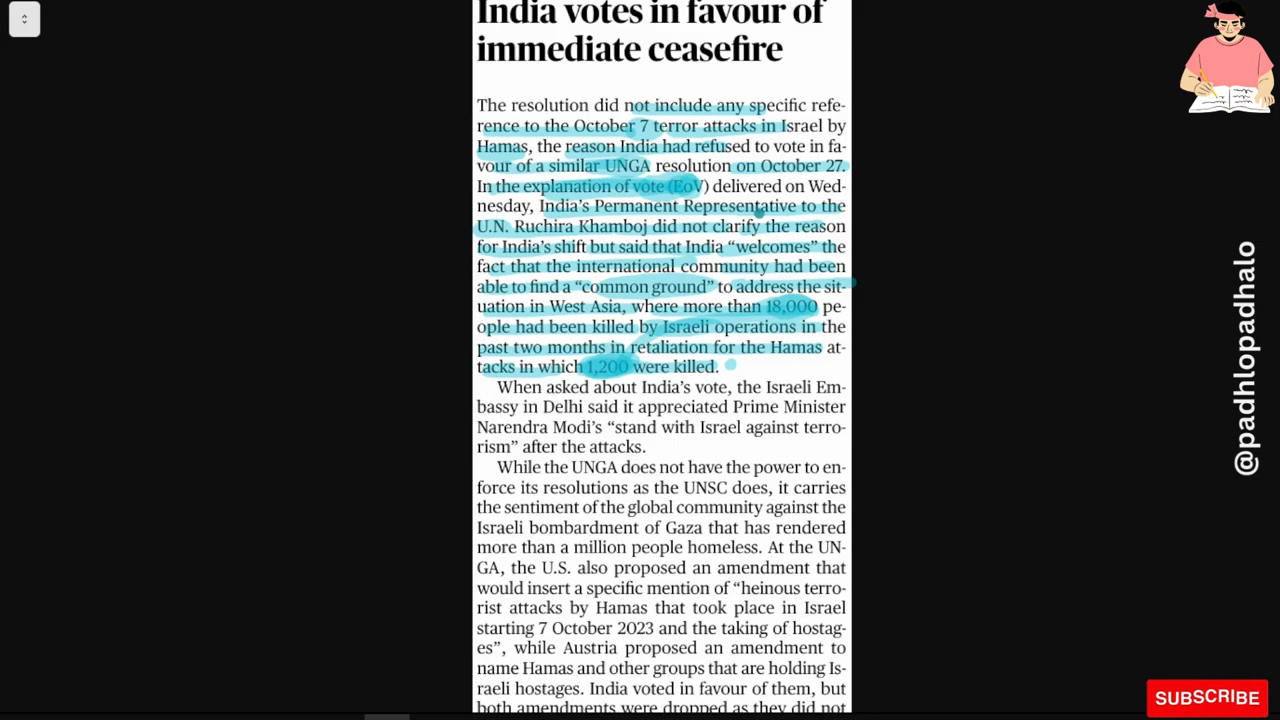 India votes in favour of
immediate ceasefire
The resolution did not include any specific refe-
rence to the October 7 terror attacks in Israel by
Hamas, the reason India had refused to vote in fa-
vour of a similar UNGA resolution on October 27.
In the explanation of vote (EoV) delivered on Wed-
nesday, India's Permanent Representative to the
U.N. Ruchira Khamboj did not clarify the reason
for India's shift but said that India “welcomes” the
fact that the international community had been
able to find a “common ground” to address the sit-
uation in West Asia, where more than 18,000 pe-
ople had been killed by Israeli operations in the
past two months in retaliation for the Hamas at-
tacks in which 1,200 were killed.
When asked about India's vote, the Israeli Em-
bassy in Delhi said it appreciated Prime Minister
Narendra Modi's “stand with Israel against terro-
rism” after the attacks.
While the UNGA does not have the power to en-
force its resolutions as the UNSC does, it carries
the sentiment of the global community against the
Israeli bombardment of Gaza that has rendered
more than a million people homeless. At the UN-
GA, the U.S. also proposed an amendment that
would insert a specific mention of “heinous terro-
rist attacks by Hamas that took place in Israel
starting 7 October 2023 and the taking of hostag-
es”, while Austria proposed an amendment to
name Hamas and other groups that are holding Is-
raeli hostages. India voted in favour of them, but
both amendments were dropped as they did not
@padhlopadhalo
SUBSCRIBE